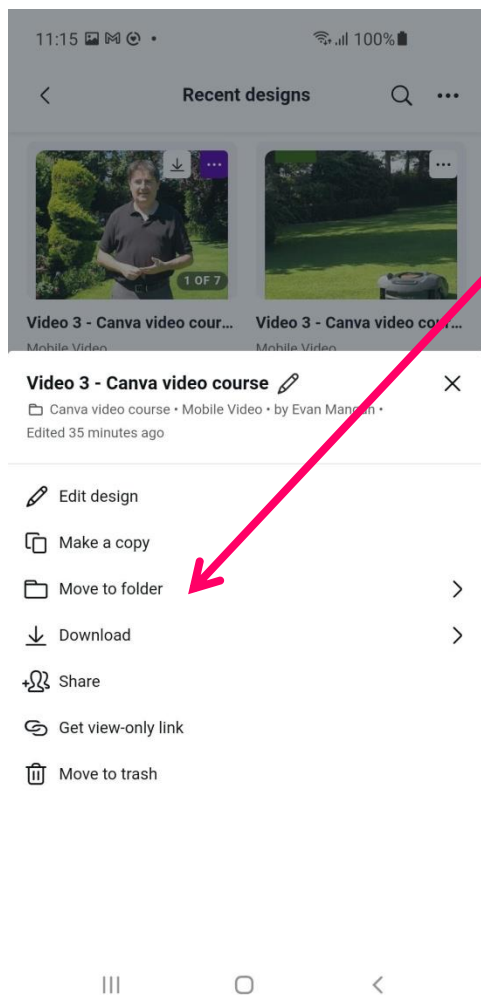 11:15 100%
Recent designs
1 OF 7
Video 3 - Canva video cour... Video 3 - Canva video cour...
Mobile Video Mobile Video
Video 3 - Canva video course
Canva video course • Mobile Video • by Evan Mangan •
Edited 35 minutes ago
Edit design
Make a copy
Move to folder
Download
Share
Get view-only link
Move to trash